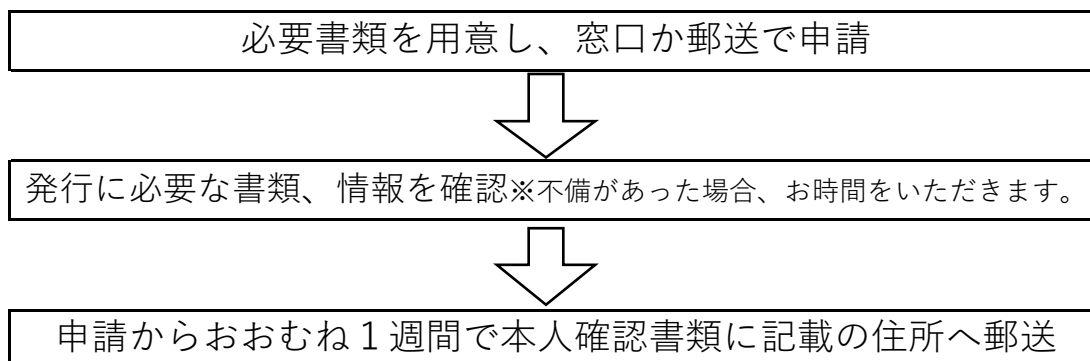 必要書類を用意し、窓口か郵送で申請
発行に必要な書類、情報を確認※不備があった場合、お時間をいただきます。
申請からおおむね１週間で本人確認書類に記載の住所へ郵送